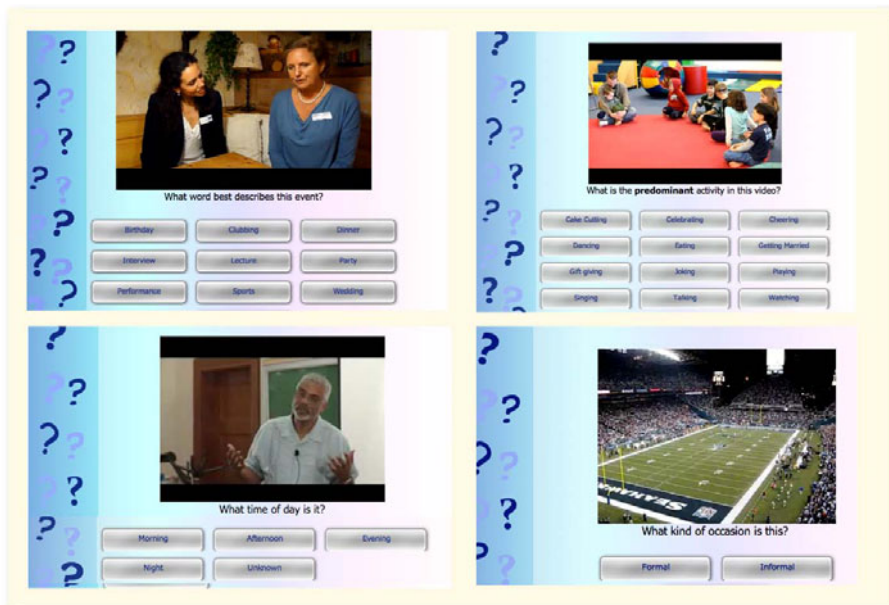 What word best describes this event?
Birthday Clubbing Dinner
Interview Lecture Party
Performance Sports Wedding
What is the predominant activity in this video?
Cake Cutting Celebrating Cheering
Dancing Eating Getting Married
Gift giving Joking Playing
Singing Talking Watching
What time of day is it?
Morning Afternoon Evening
Night Unknown
SEAHAWKS
What kind of occasion is this?
Formal Informal